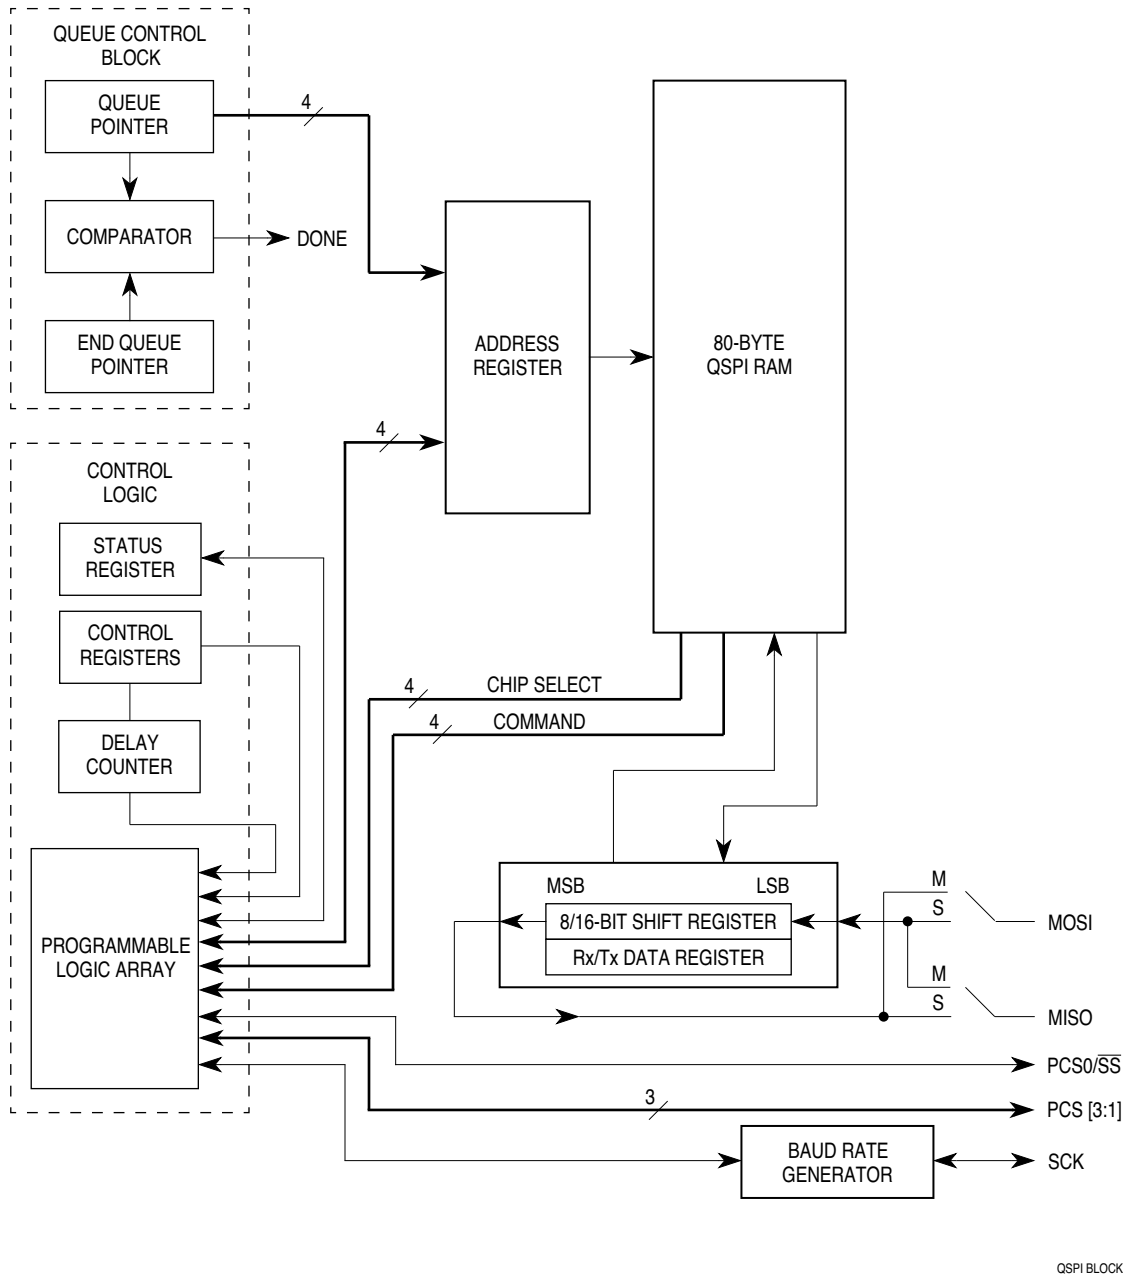 QUEUE CONTROL
BLOCK
QUEUE
POINTER
4
COMPARATOR
DONE
END QUEUE
POINTER
ADDRESS
REGISTER
80-BYTE
QSPI RAM
4
CONTROL
LOGIC
STATUS
REGISTER
CONTROL
REGISTERS
DELAY
COUNTER
PROGRAMMABLE
LOGIC ARRAY
4 CHIP SELECT
4 COMMAND
MSB LSB
8/16-BIT SHIFT REGISTER
Rx/Tx DATA REGISTER
M
S
MOSI
M
S
MISO
PCS0/S̅S̅
3
PCS [3:1]
BAUD RATE
GENERATOR
SCK
QSPI BLOCK